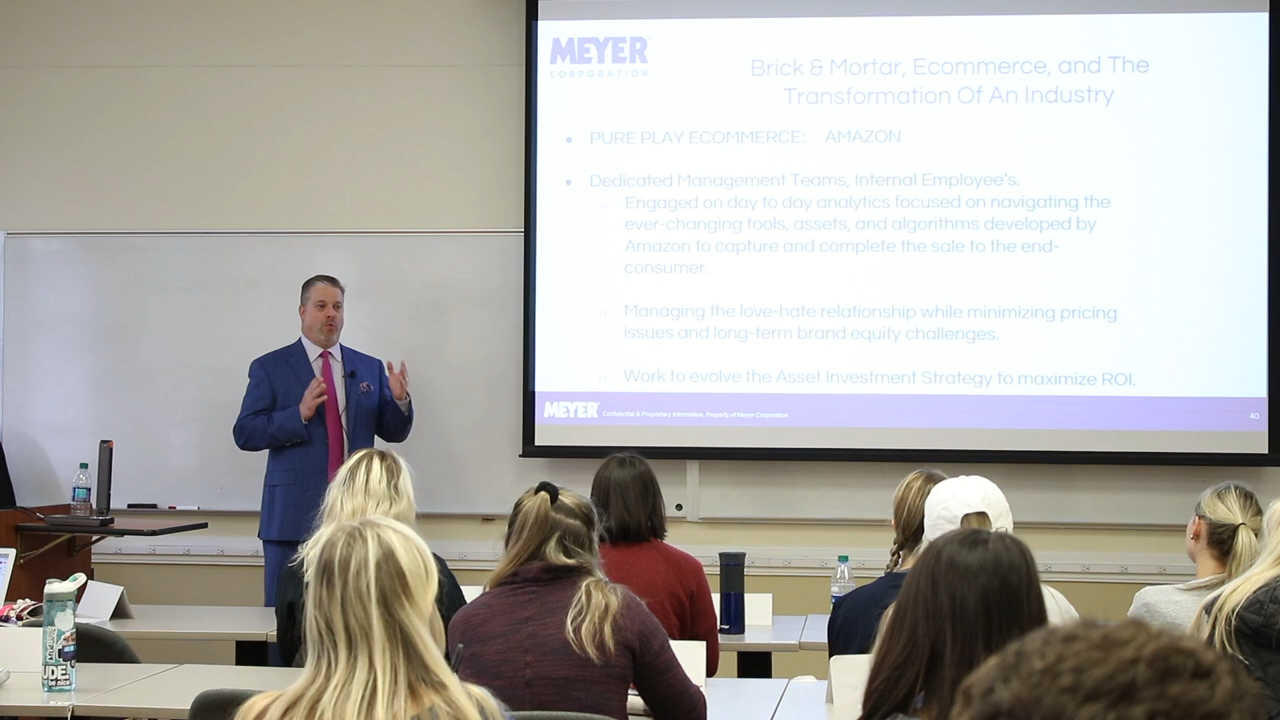 MEYER
CORPORATION
Brick & Mortar, Ecommerce, and The
Transformation Of An Industry
• PURE PLAY ECOMMERCE: AMAZON
• Dedicated Management Teams, Internal Employee's.
○ Engaged on day to day analytics focused on navigating the
ever-changing tools, assets, and algorithms developed by
Amazon to capture and complete the sale to the end-
consumer.
○ Managing the love-hate relationship while minimizing pricing
issues and long-term brand equity challenges.
○ Work to evolve the Asset Investment Strategy to maximize ROI.
MEYER Confidential & Proprietary Information, Property of Meyer Corporation 40
UDE.
be nice